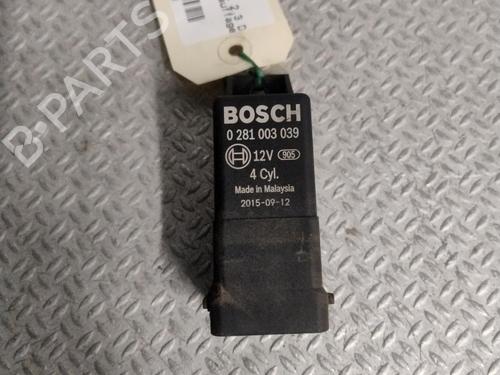 B-PARTS
BOSCH
0 281 003 039
12V 905
4 Cyl.
Made in Malaysia
2015-09-12